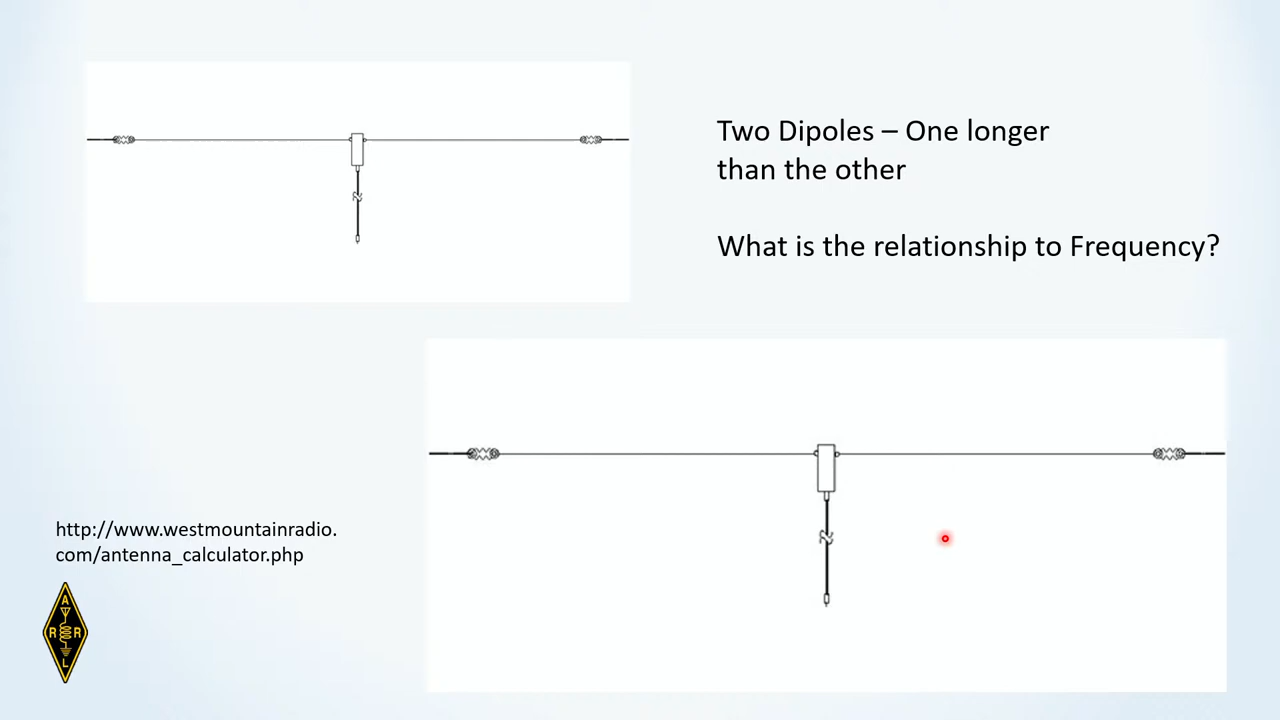 Two Dipoles – One longer
than the other
What is the relationship to Frequency?
http://www.westmountainradio.
com/antenna_calculator.php
A
R R
L